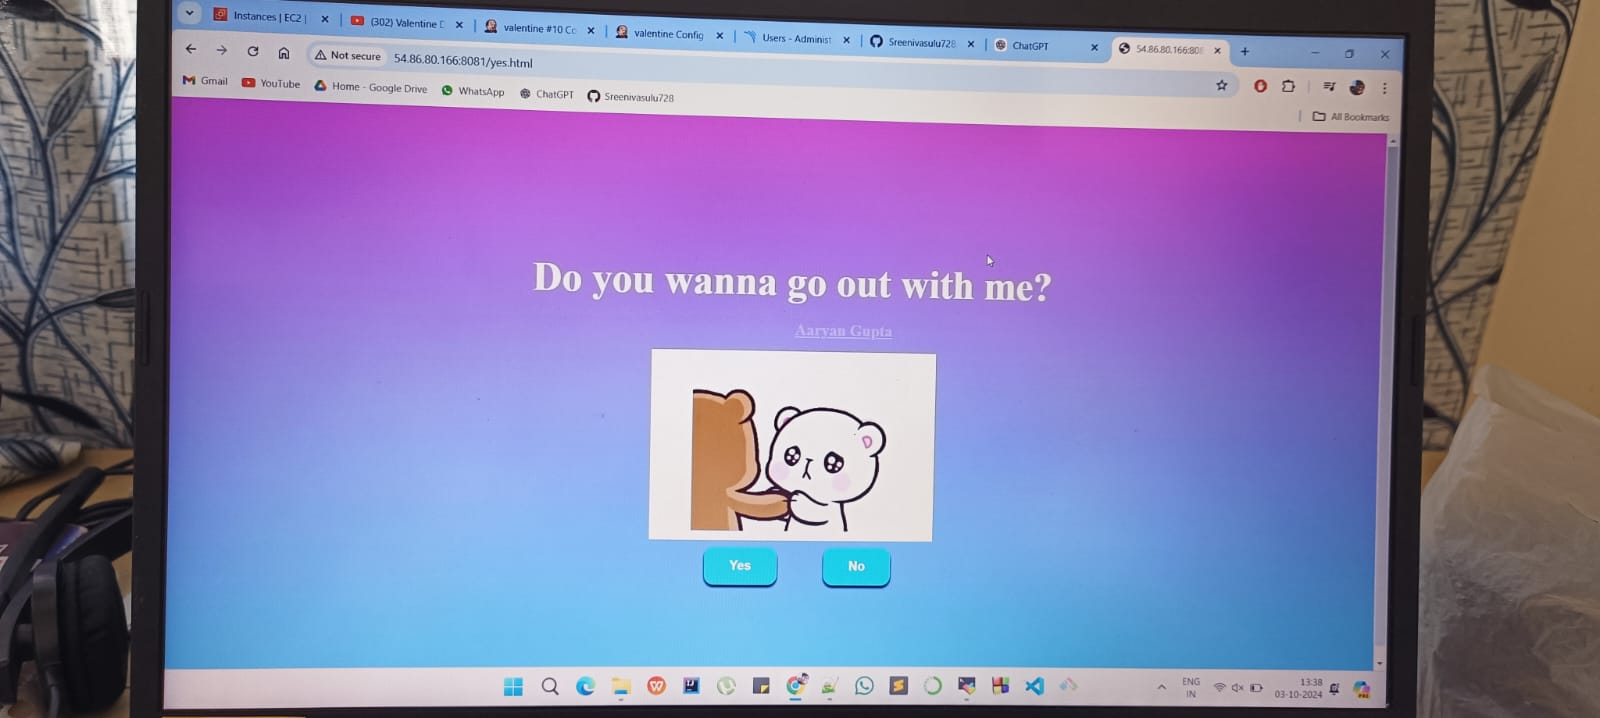 Instances | EC2 |
(302) Valentine D
valentine #10 Co
valentine Config
Users - Administ
Sreenivasulu728
ChatGPT
54.86.80.166:808
Not secure
54.86.80.166:8081/yes.html
Gmail
YouTube
Home - Google Drive
WhatsApp
ChatGPT
Sreenivasulu728
All Bookmarks
Do you wanna go out with me?
Aaryan Gupta
Yes
No
ENG
IN
13:38
03-10-2024